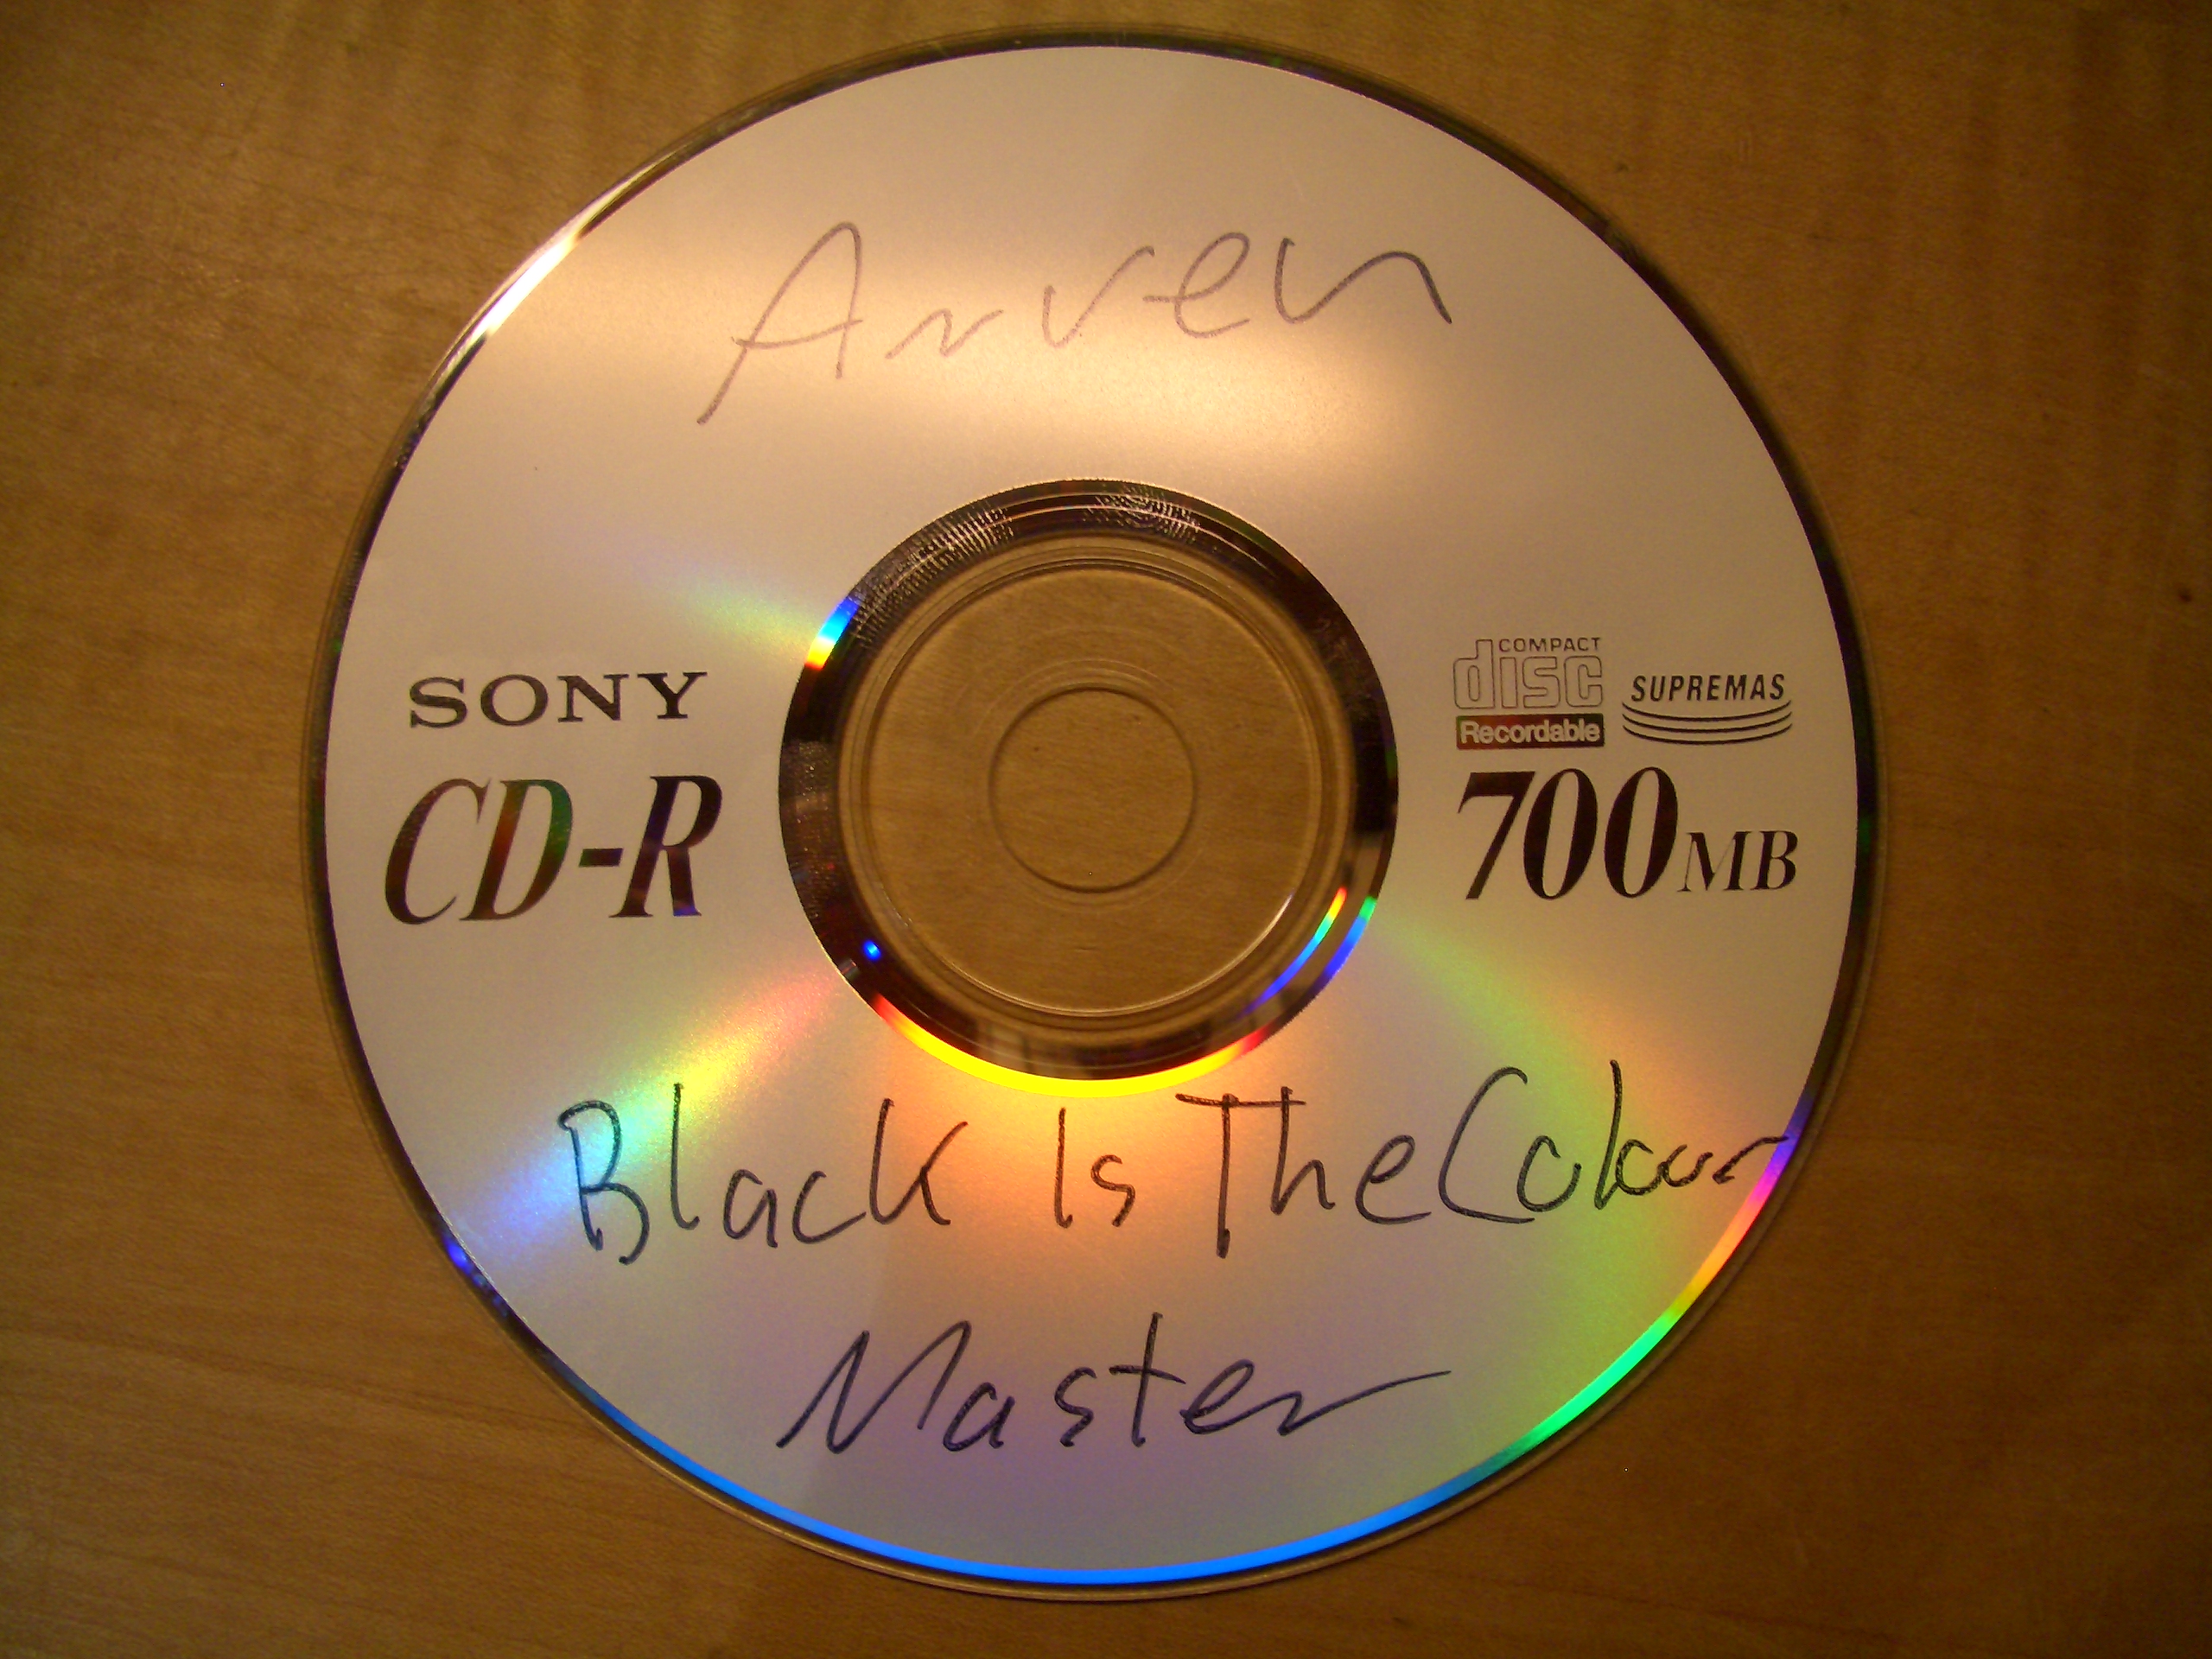 Arven
SONY
CD-R
COMPACT
disc
Recordable
SUPREMAS
700MB
Black Is The Colour
Master